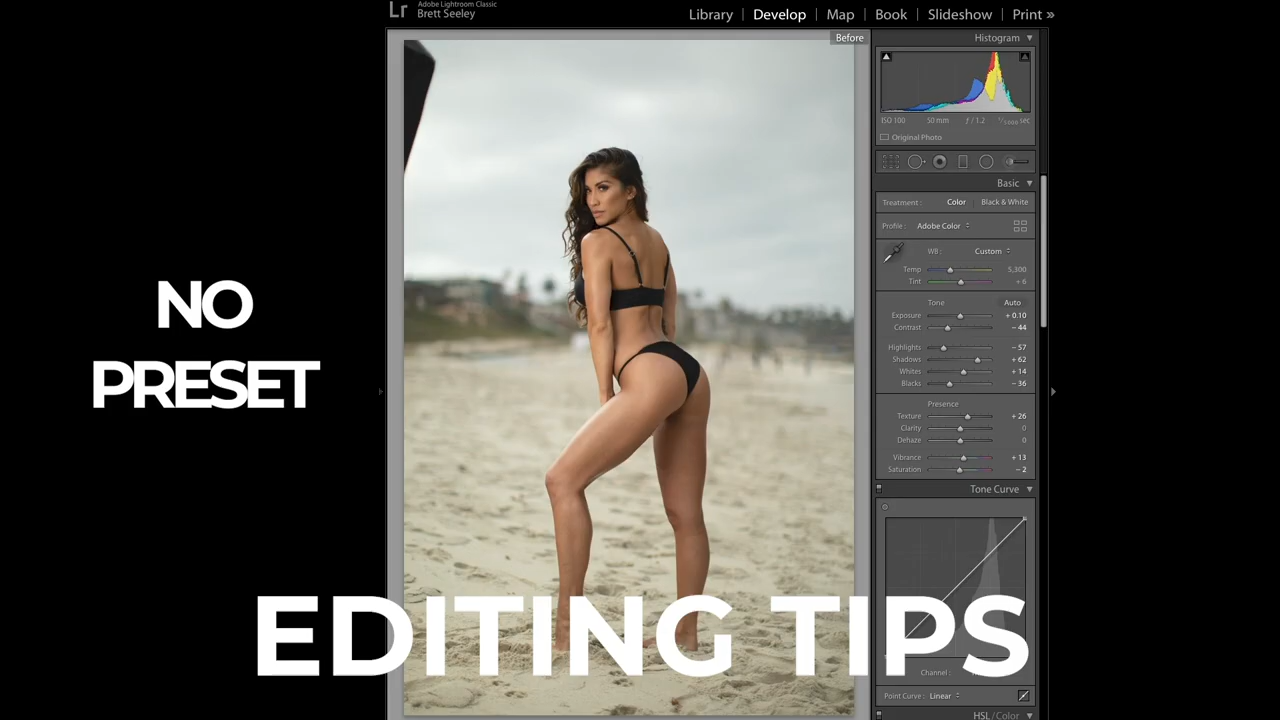 Lr
Adobe Lightroom Classic
Brett Seeley
Library | Develop | Map | Book | Slideshow | Print »
Before
Histogram
ISO 100 50 mm ƒ / 1.2
Original Photo
Basic
Treatment : Color Black & White
Profile : Adobe Color
WB : Custom
Temp 5,300
Tint + 6
Tone Auto
Exposure + 0.10
Contrast − 44
Highlights − 57
Shadows + 62
Whites + 14
Blacks − 36
Presence
Texture + 26
Clarity 0
Dehaze 0
Vibrance + 13
Saturation − 2
Tone Curve
Channel :
Point Curve : Linear
HSL / Color
NO
PRESET
EDITING TIPS